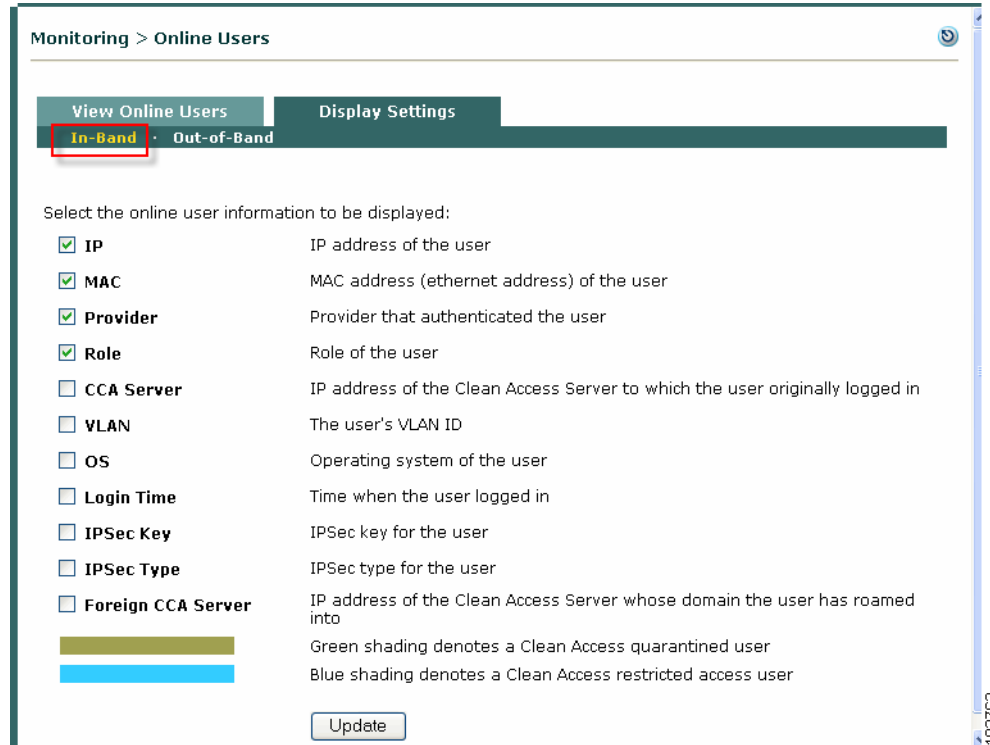 Monitoring > Online Users
View Online Users
Display Settings
In-Band · Out-of-Band
Select the online user information to be displayed:
IP IP address of the user
MAC MAC address (ethernet address) of the user
Provider Provider that authenticated the user
Role Role of the user
CCA Server IP address of the Clean Access Server to which the user originally logged in
VLAN The user's VLAN ID
OS Operating system of the user
Login Time Time when the user logged in
IPSec Key IPSec key for the user
IPSec Type IPSec type for the user
Foreign CCA Server IP address of the Clean Access Server whose domain the user has roamed
into
Green shading denotes a Clean Access quarantined user
Blue shading denotes a Clean Access restricted access user
Update